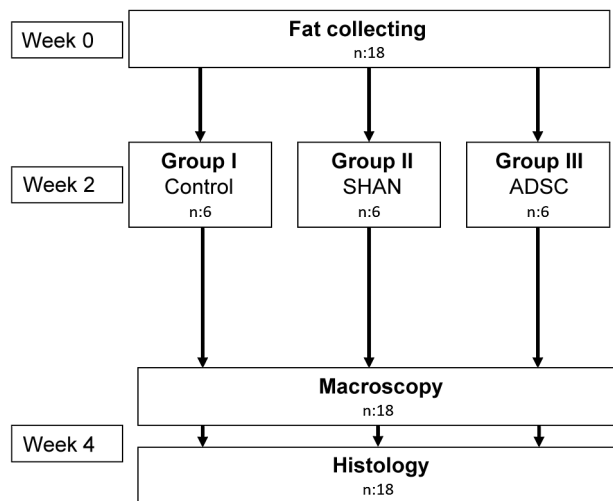 Week 0
Fat collecting
n:18
Week 2
Group I
Control
n:6
Group II
SHAN
n:6
Group III
ADSC
n:6
Macroscopy
n:18
Week 4
Histology
n:18